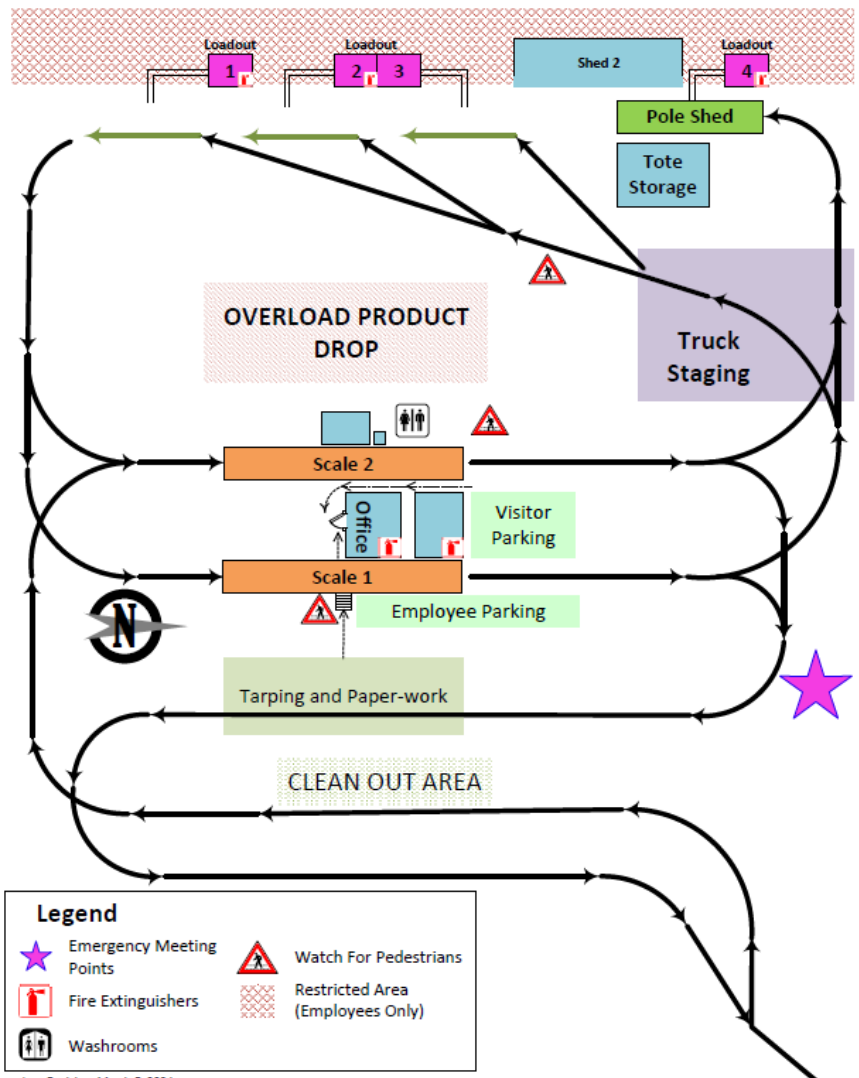 Loadout
Loadout
Loadout
1
2
3
Shed 2
4
Pole Shed
Tote
Storage
OVERLOAD PRODUCT
DROP
Truck
Staging
Scale 2
Office
Visitor
Parking
Scale 1
Employee Parking
N
Tarping and Paper-work
CLEAN OUT AREA
Legend
Emergency Meeting
Points
Watch For Pedestrians
Fire Extinguishers
Restricted Area
(Employees Only)
Washrooms